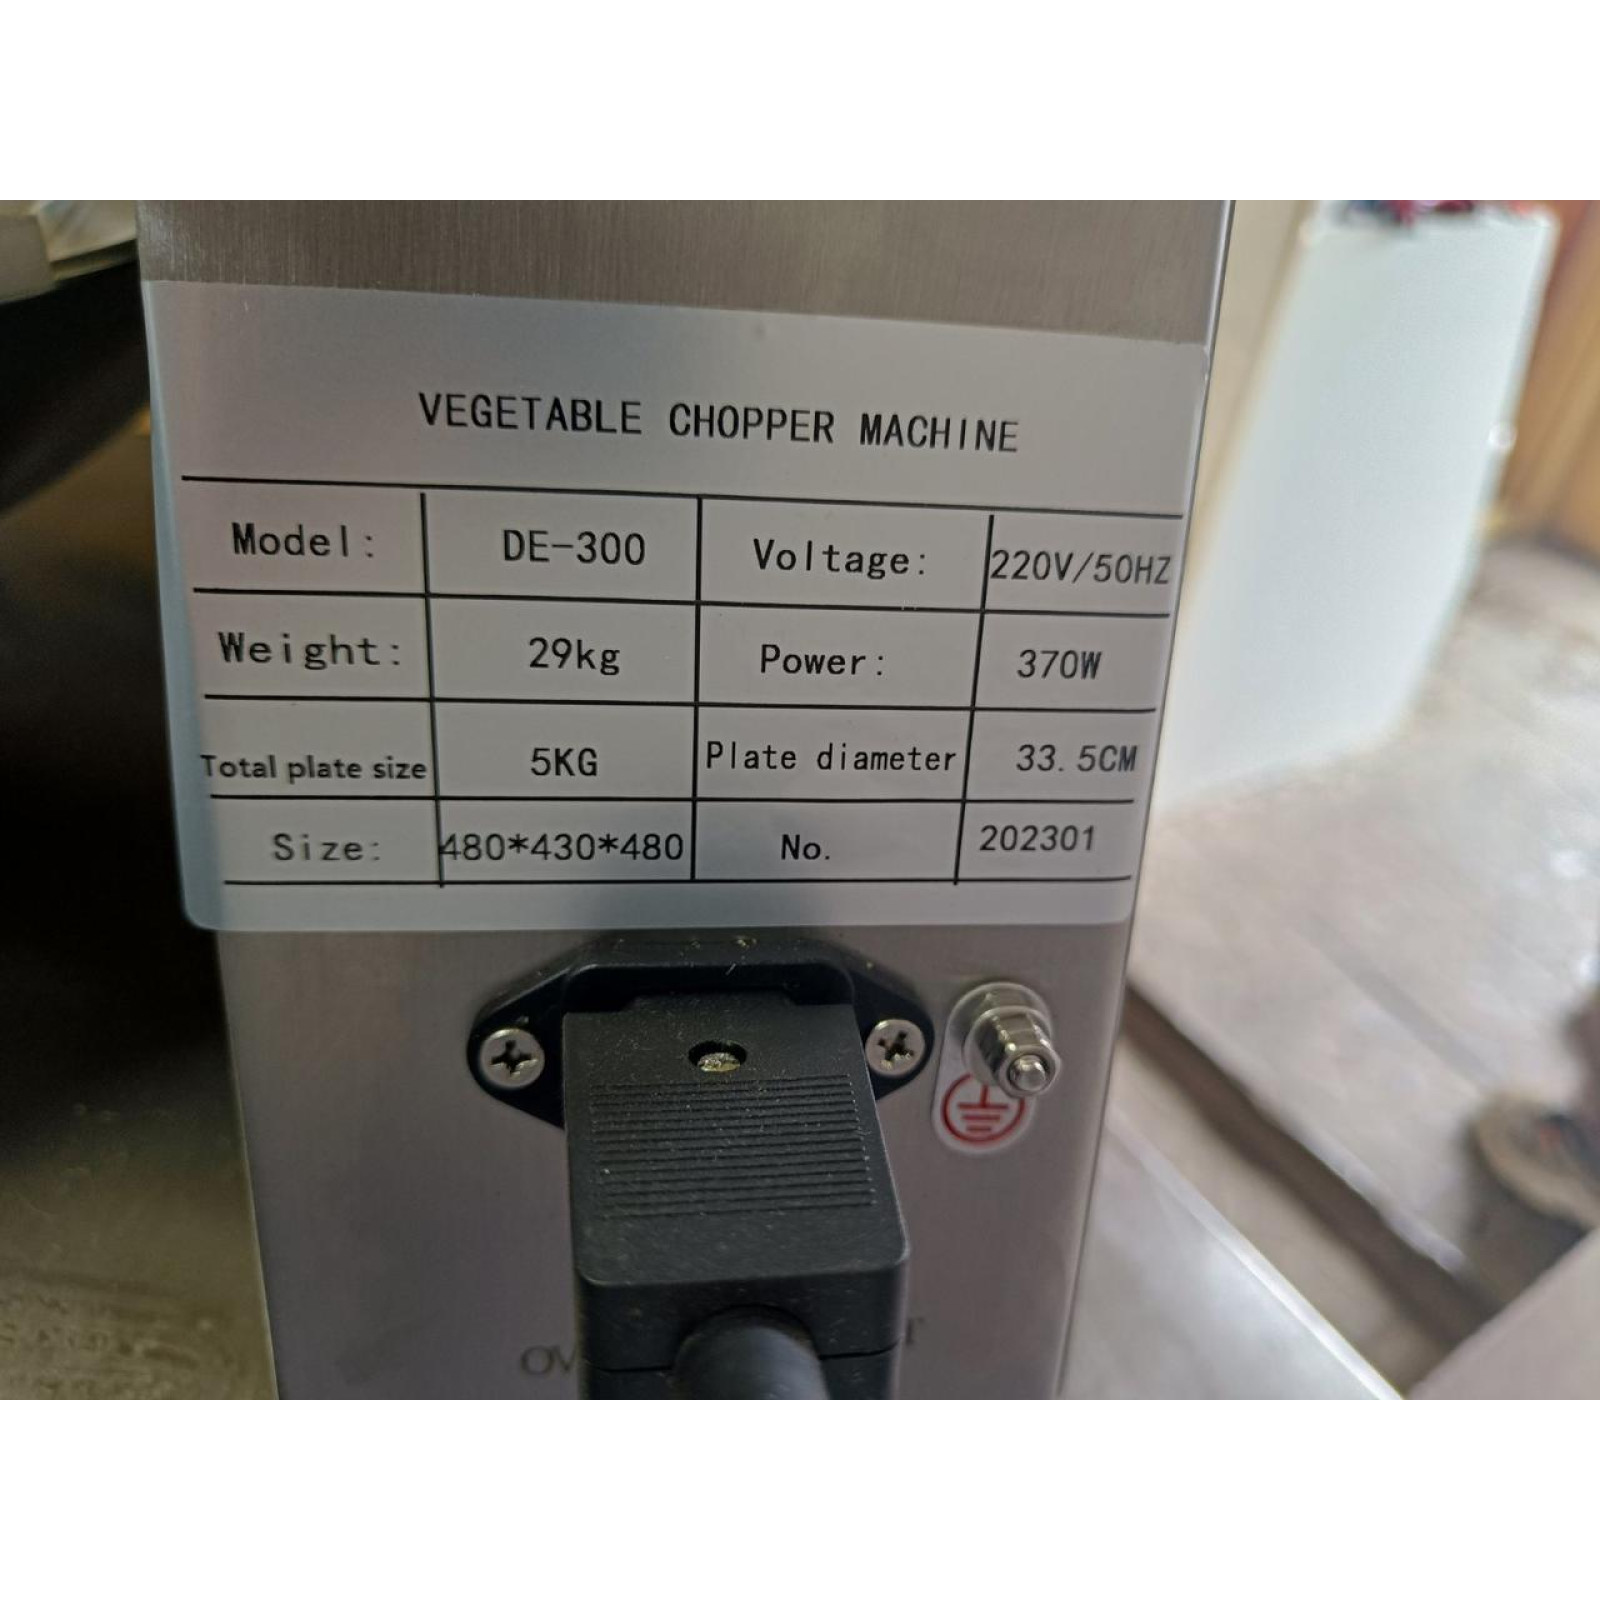 VEGETABLE CHOPPER MACHINE
Model: DE-300 Voltage: 220V/50HZ
Weight: 29kg Power: 370W
Total plate size 5KG Plate diameter 33.5CM
Size: 480*430*480 No. 202301